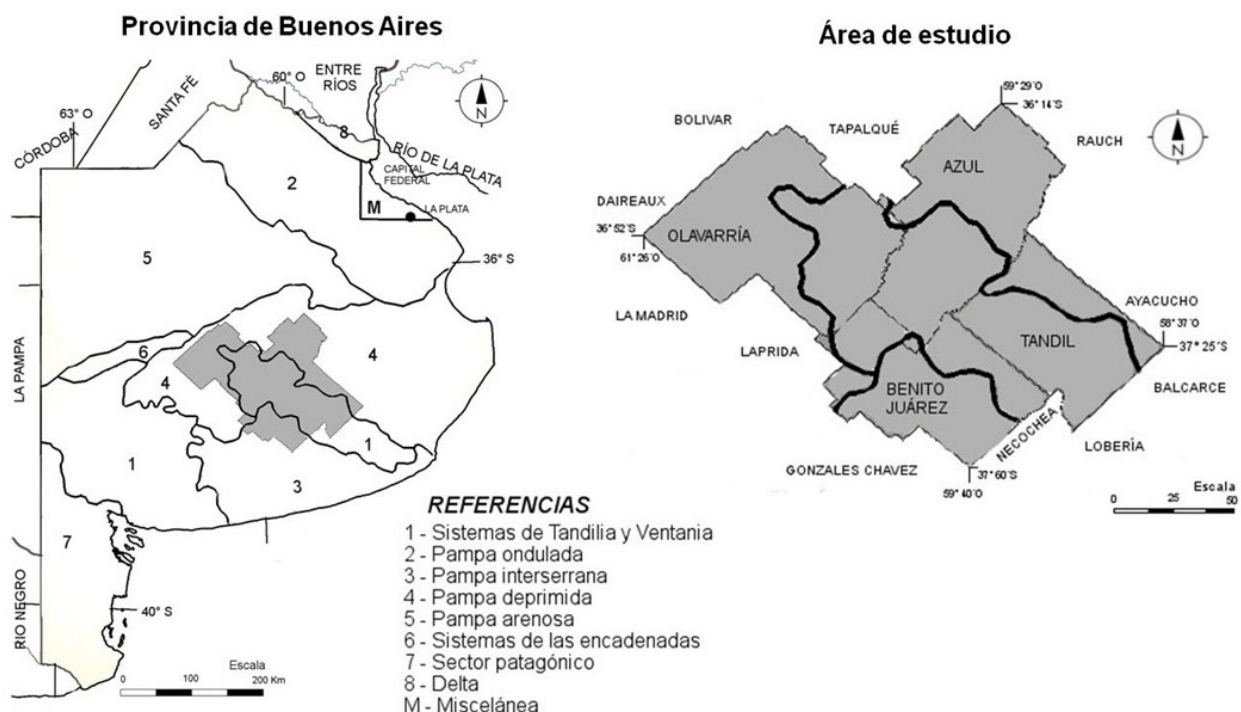 Provincia de Buenos Aires
63° O
CÓRDOBA
SANTA FÉ
60° O
ENTRE
RÍOS
N
8
RÍO DE LA PLATA
CAPITAL
FEDERAL
2
M
LA PLATA
5
36° S
LA PAMPA
6
4
4
1
1
3
7
RIO NEGRO
40° S
Escala
0 100 200 Km
REFERENCIAS
1 - Sistemas de Tandilia y Ventania
2 - Pampa ondulada
3 - Pampa interserrana
4 - Pampa deprimida
5 - Pampa arenosa
6 - Sistemas de las encadenadas
7 - Sector patagónico
8 - Delta
M - Miscelánea
Área de estudio
59° 29´O
36° 14´S
BOLIVAR
TAPALQUÉ
RAUCH
N
AZUL
DAIREAUX
36° 52´S
61° 26´O
OLAVARRÍA
LA MADRID
AYACUCHO
58° 37´O
37° 25´S
LAPRIDA
TANDIL
BALCARCE
BENITO
JUÁREZ
NECOCHEA
LOBERÍA
GONZALES CHAVEZ
37° 60´S
59° 40´O
Escala
0 25 50